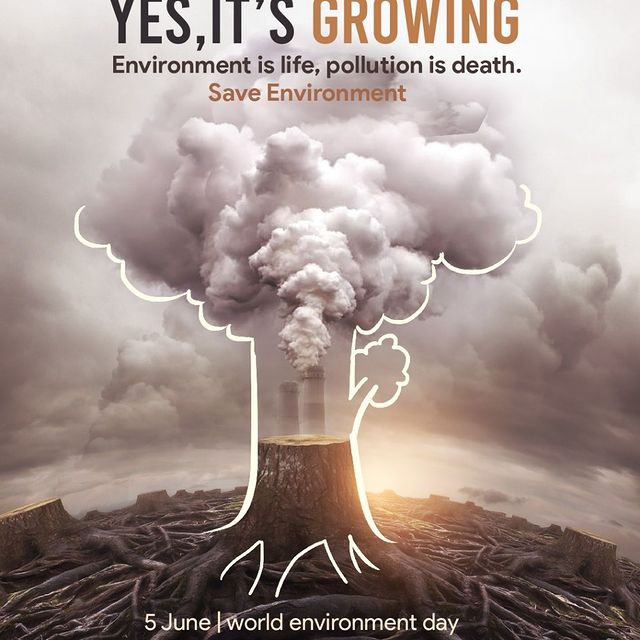 YES,IT'S GROWING
Environment is life, pollution is death.
Save Environment
5 June | world environment day